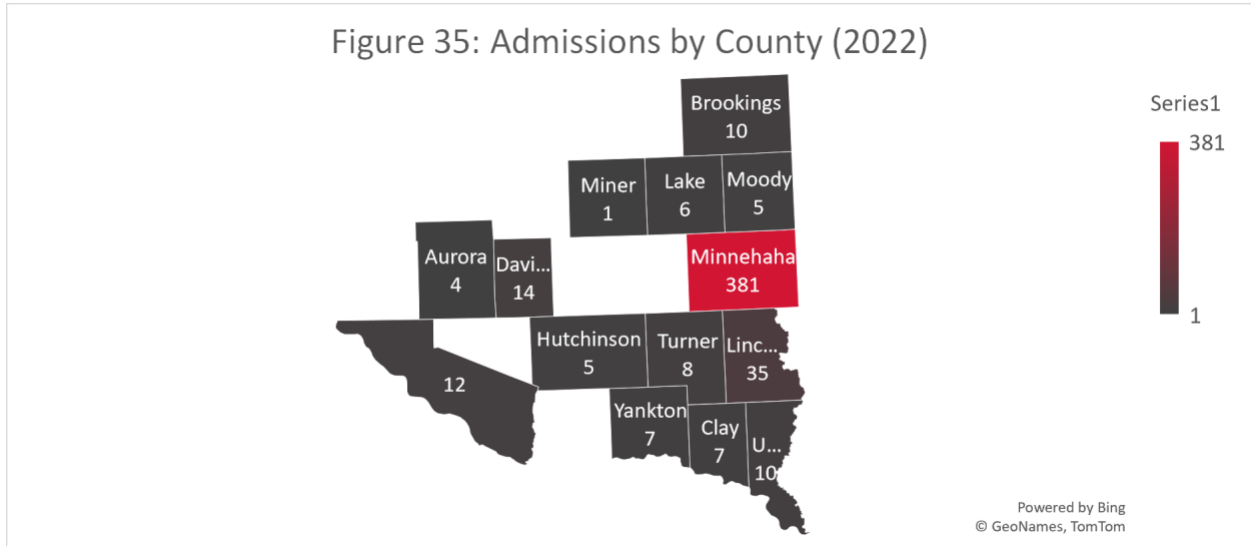 Figure 35: Admissions by County (2022)
Brookings
10
Series1
381
1
Miner
1
Lake
6
Moody
5
Aurora
4
Davi...
14
Minnehaha
381
Hutchinson
5
Turner
8
Linc...
35
12
Yankton
7
Clay
7
U...
10
Powered by Bing
© GeoNames, TomTom